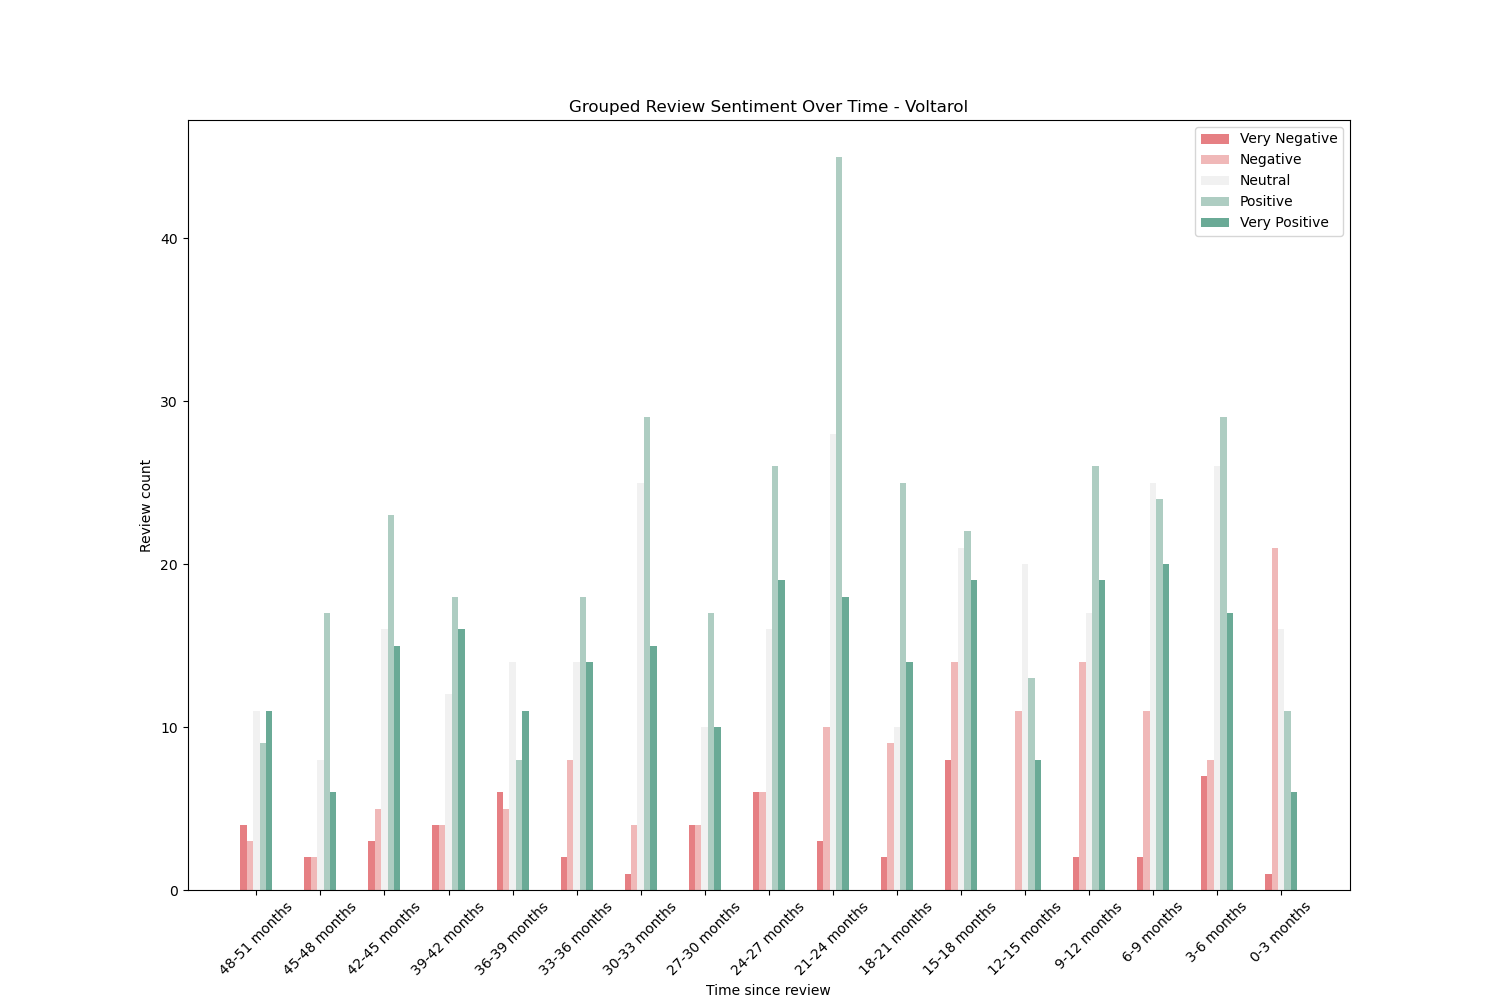 Grouped Review Sentiment Over Time - Voltarol
Very Negative
Negative
Neutral
Positive
Very Positive
Review count
40
30
20
10
0
48-51 months
45-48 months
42-45 months
39-42 months
36-39 months
33-36 months
30-33 months
27-30 months
24-27 months
21-24 months
18-21 months
15-18 months
12-15 months
9-12 months
6-9 months
3-6 months
0-3 months
Time since review